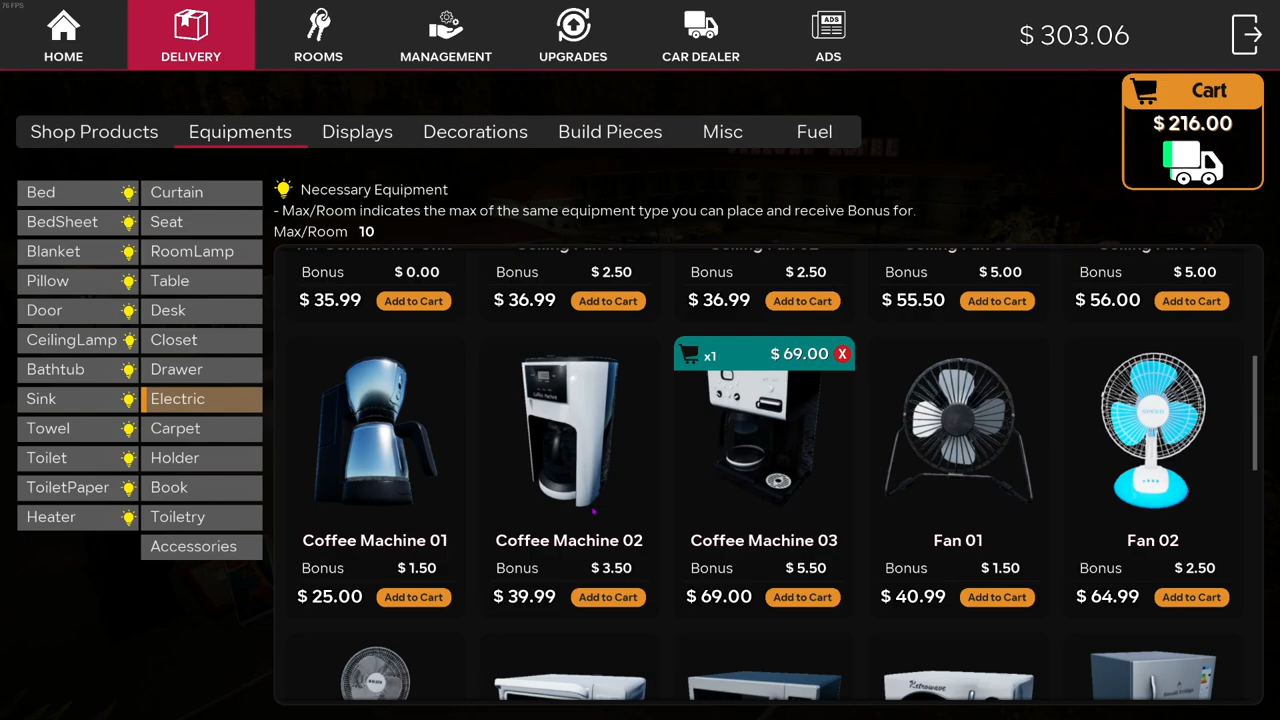 76 FPS
HOME
DELIVERY
ROOMS
MANAGEMENT
UPGRADES
CAR DEALER
ADS
ADS
$ 303.06
Cart
$ 216.00
Shop Products
Equipments
Displays
Decorations
Build Pieces
Misc
Fuel
Bed
Curtain
BedSheet
Seat
Blanket
RoomLamp
Pillow
Table
Door
Desk
CeilingLamp
Closet
Bathtub
Drawer
Sink
Electric
Towel
Carpet
Toilet
Holder
ToiletPaper
Book
Heater
Toiletry
Accessories
Necessary Equipment
- Max/Room indicates the max of the same equipment type you can place and receive Bonus for.
Max/Room 10
Bonus $ 0.00
$ 35.99 Add to Cart
Bonus $ 2.50
$ 36.99 Add to Cart
Bonus $ 2.50
$ 36.99 Add to Cart
Bonus $ 5.00
$ 55.50 Add to Cart
Bonus $ 5.00
$ 56.00 Add to Cart
Coffee Machine 01
Bonus $ 1.50
$ 25.00 Add to Cart
Coffee Machine 02
Bonus $ 3.50
$ 39.99 Add to Cart
x1 $ 69.00 X
Coffee Machine 03
Bonus $ 5.50
$ 69.00 Add to Cart
Fan 01
Bonus $ 1.50
$ 40.99 Add to Cart
Fan 02
Bonus $ 2.50
$ 64.99 Add to Cart
Retrowave
Small Fridge